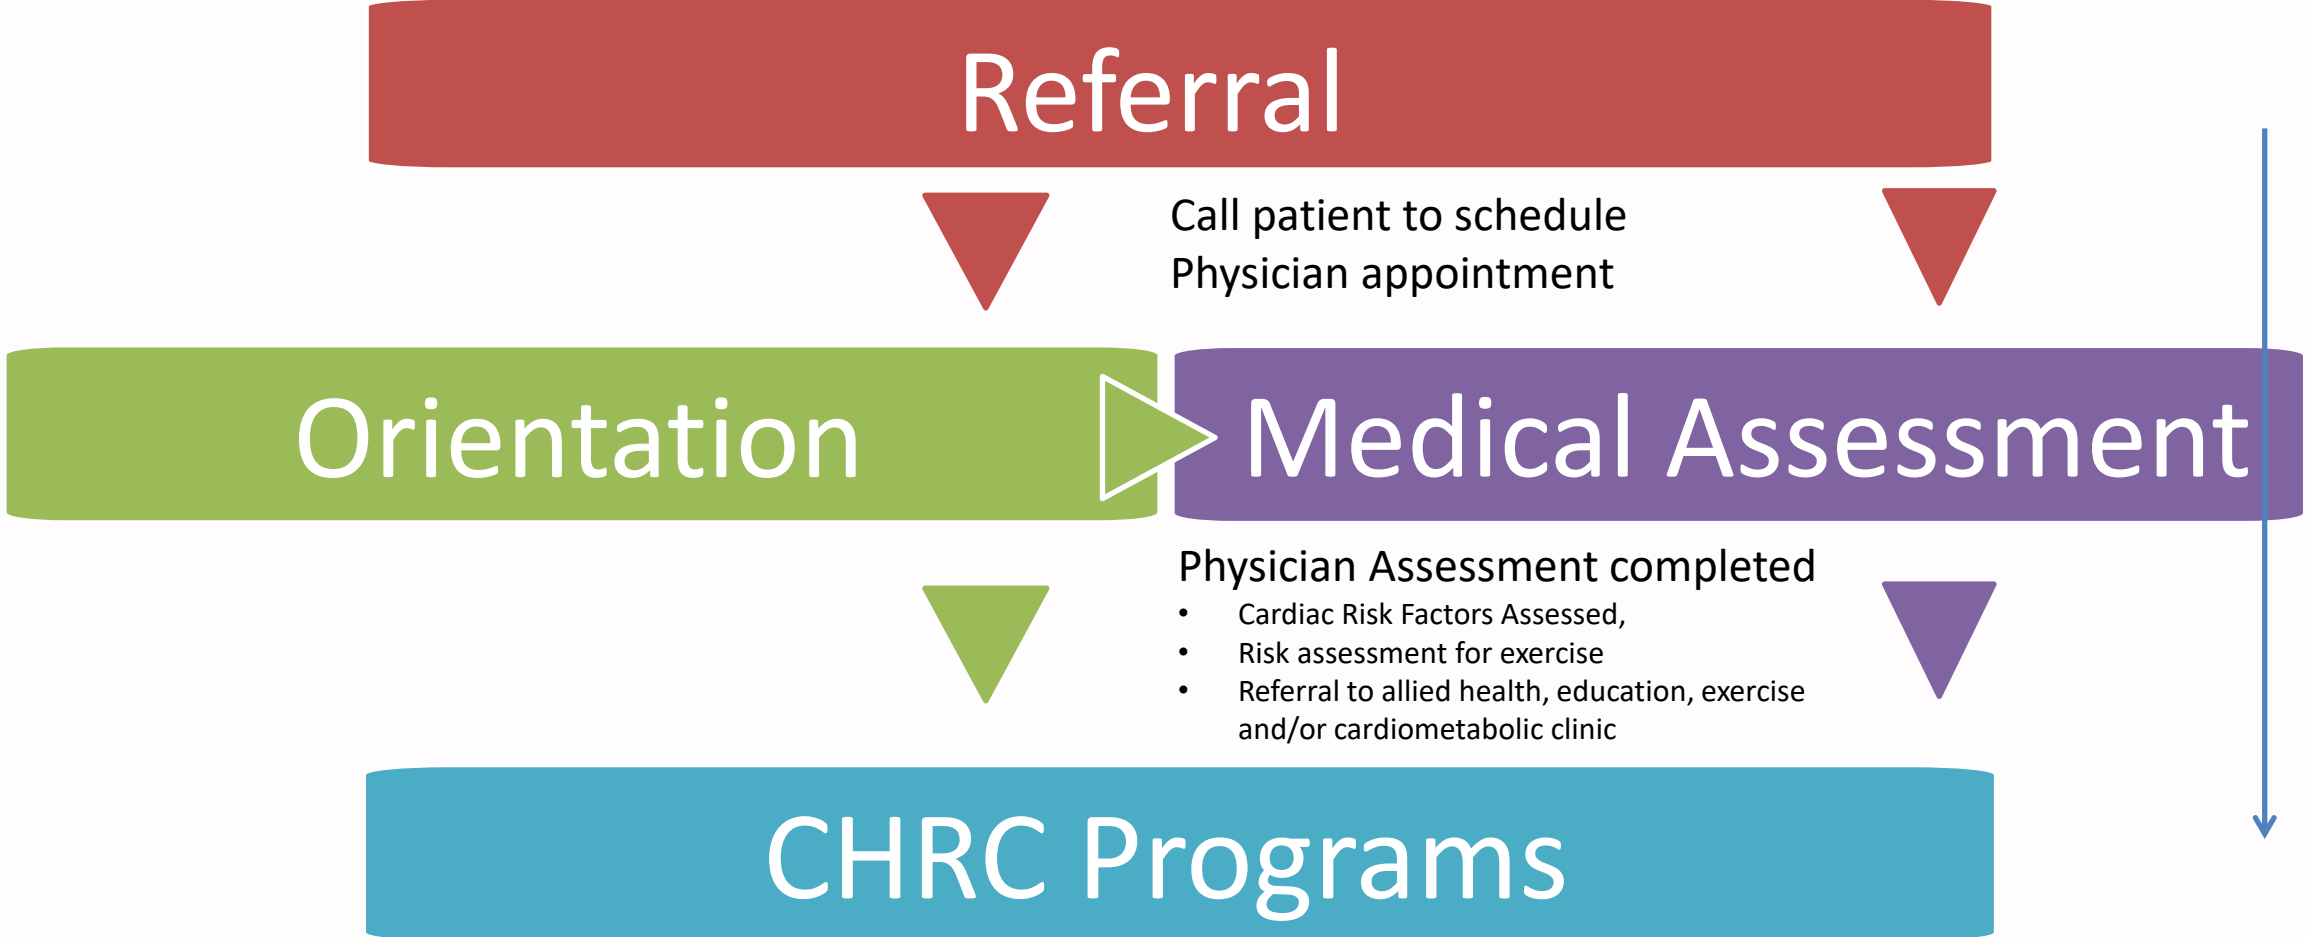 Referral
Call patient to schedule
Physician appointment
Orientation
Medical Assessment
Physician Assessment completed
• Cardiac Risk Factors Assessed,
• Risk assessment for exercise
• Referral to allied health, education, exercise
and/or cardiometabolic clinic
CHRC Programs